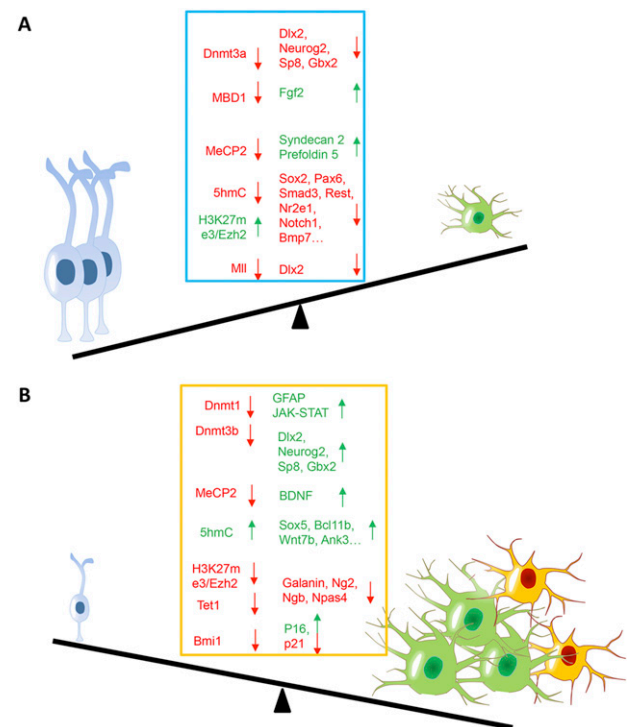 A
Dnmt3a
Dlx2,
Neurog2,
Sp8, Gbx2
MBD1
Fgf2
MeCP2
Syndecan 2
Prefoldin 5
5hmC
Sox2, Pax6,
Smad3, Rest,
Nr2e1,
Notch1,
Bmp7...
H3K27m
e3/Ezh2
Mll
Dlx2
B
Dnmt1
GFAP
JAK-STAT
Dnmt3b
Dlx2,
Neurog2,
Sp8, Gbx2
MeCP2
BDNF
5hmC
Sox5, Bcl11b,
Wnt7b, Ank3...
H3K27m
e3/Ezh2
Tet1
Galanin, Ng2,
Ngb, Npas4
Bmi1
P16,
p21